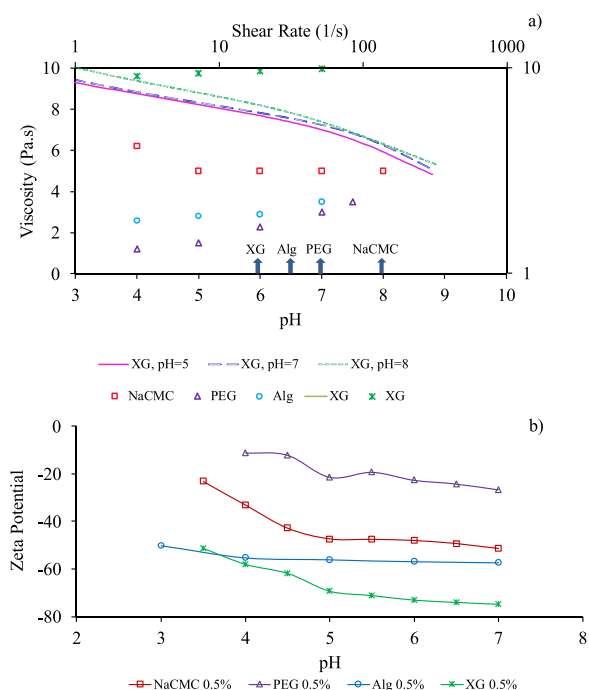 Shear Rate (1/s)
a)
1 10 100 1000
10
8
6
4
2
0
Viscosity (Pa.s)
10
1
XG Alg PEG NaCMC
3 4 5 6 7 8 9 10
pH
XG, pH=5 XG, pH=7 XG, pH=8
NaCMC PEG Alg XG XG
b)
0
-20
-40
-60
-80
Zeta Potential
2 3 4 5 6 7 8
pH
NaCMC 0.5% PEG 0.5% Alg 0.5% XG 0.5%